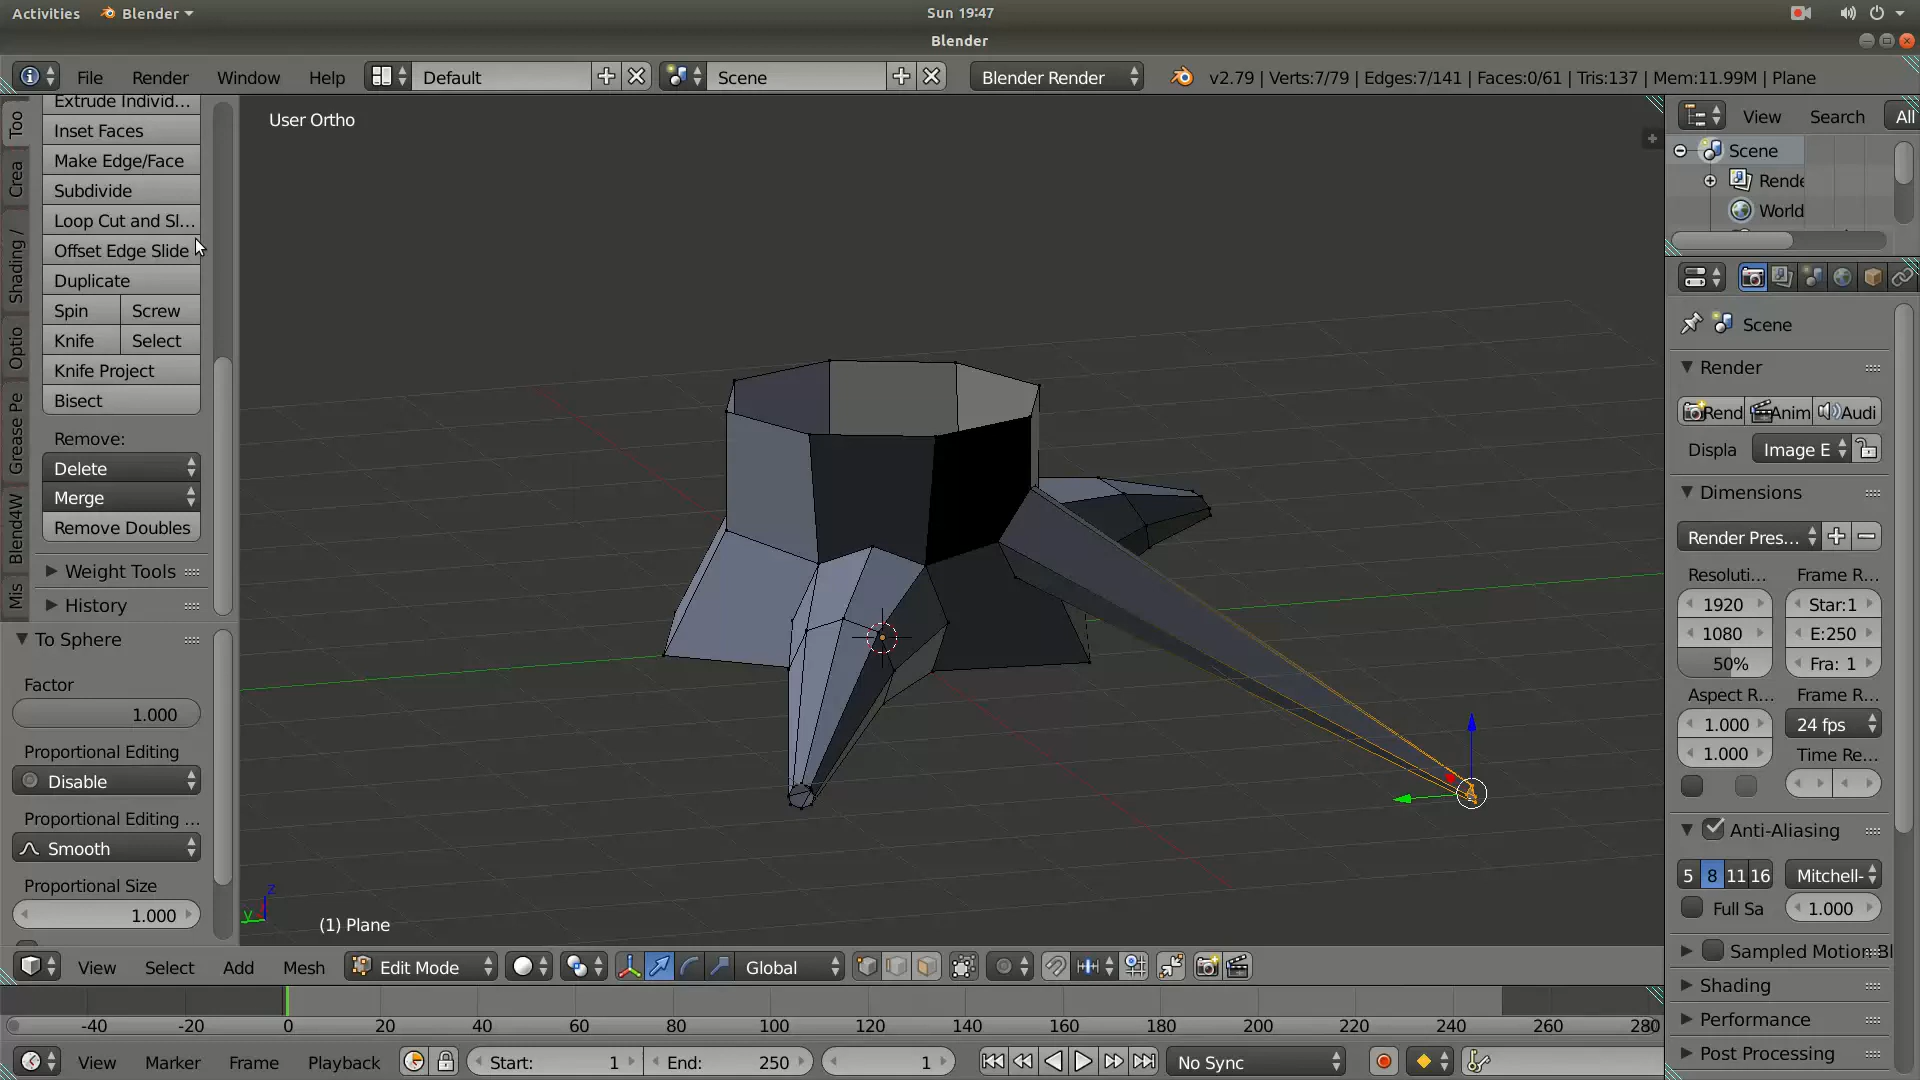 Activities Blender Sun 19:47
Blender
File Render Window Help Default Scene Blender Render v2.79 | Verts:7/79 | Edges:7/141 | Faces:0/61 | Tris:137 | Mem:11.99M | Plane
Too
Crea
Shading /
Optio
Grease Pe
Blend4W
Mis
Extrude Individ...
Inset Faces
Make Edge/Face
Subdivide
Loop Cut and Sl...
Offset Edge Slide
Duplicate
Spin Screw
Knife Select
Knife Project
Bisect
Remove:
Delete
Merge
Remove Doubles
Weight Tools
History
To Sphere
Factor
1.000
Proportional Editing
Disable
Proportional Editing ...
Smooth
Proportional Size
1.000
User Ortho
z
y
(1) Plane
View Search All
Scene
Rende
World
Scene
Render
Rend Anim Audi
Displa Image E
Dimensions
Render Pres...
Resoluti... Frame R...
1920 Star:1
1080 E:250
50% Fra: 1
Aspect R... Frame R...
1.000 24 fps
1.000 Time Re...
Anti-Aliasing
5 8 11 16 Mitchell-
Full Sa 1.000
Sampled Motion Bl
Shading
Performance
Post Processing
View Select Add Mesh Edit Mode Global
-40 -20 0 20 40 60 80 100 120 140 160 180 200 220 240 260 280
View Marker Frame Playback Start: 1 End: 250 1 No Sync